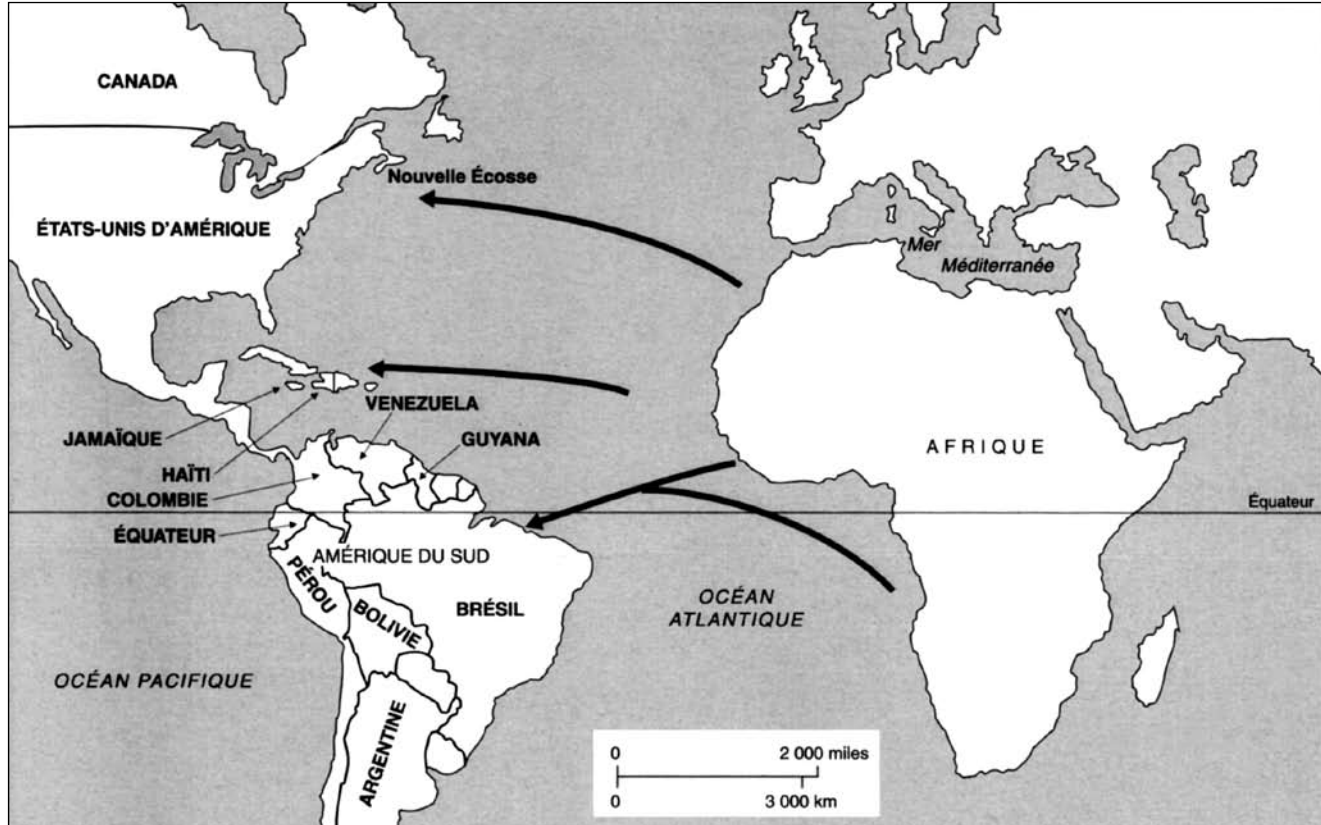 CANADA
Nouvelle Écosse
ÉTATS-UNIS D'AMÉRIQUE
Mer
Méditerranée
VENEZUELA
JAMAÏQUE
GUYANA
AFRIQUE
HAÏTI
COLOMBIE
Équateur
ÉQUATEUR
AMÉRIQUE DU SUD
PÉROU
BOLIVIE
BRÉSIL
OCÉAN
ATLANTIQUE
OCÉAN PACIFIQUE
ARGENTINE
0 2 000 miles
0 3 000 km